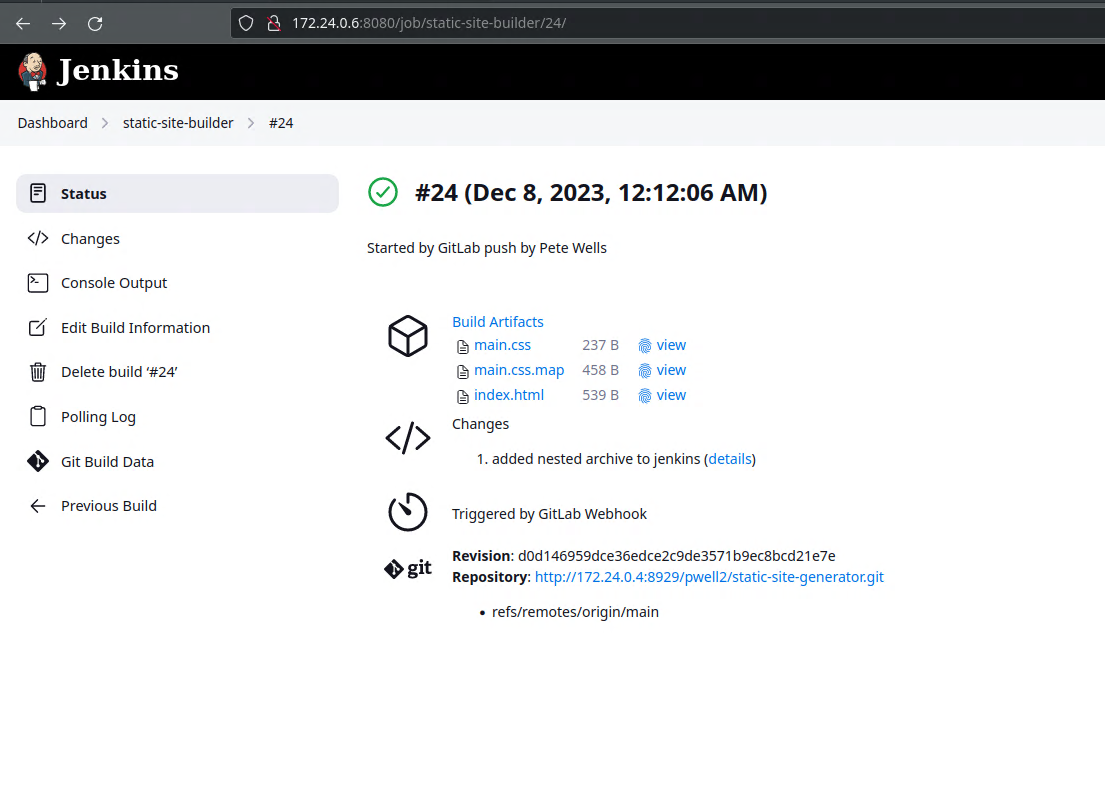 172.24.0.6:8080/job/static-site-builder/24/
Jenkins
Dashboard > static-site-builder > #24
Status
Changes
Console Output
Edit Build Information
Delete build ‘#24’
Polling Log
Git Build Data
Previous Build
#24 (Dec 8, 2023, 12:12:06 AM)
Started by GitLab push by Pete Wells
Build Artifacts
main.css 237 B view
main.css.map 458 B view
index.html 539 B view
Changes
1. added nested archive to jenkins (details)
Triggered by GitLab Webhook
git
Revision: d0d146959dce36edce2c9de3571b9ec8bcd21e7e
Repository: http://172.24.0.4:8929/pwell2/static-site-generator.git
• refs/remotes/origin/main